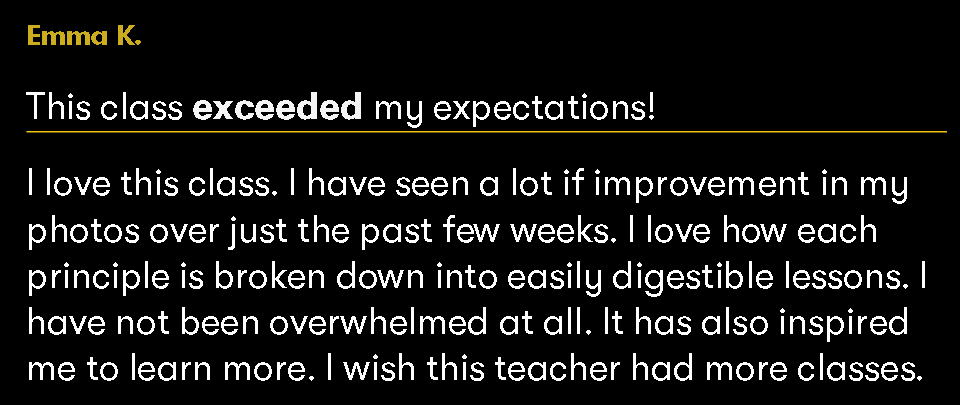 Emma K.
This class exceeded my expectations!
I love this class. I have seen a lot if improvement in my
photos over just the past few weeks. I love how each
principle is broken down into easily digestible lessons. I
have not been overwhelmed at all. It has also inspired
me to learn more. I wish this teacher had more classes.